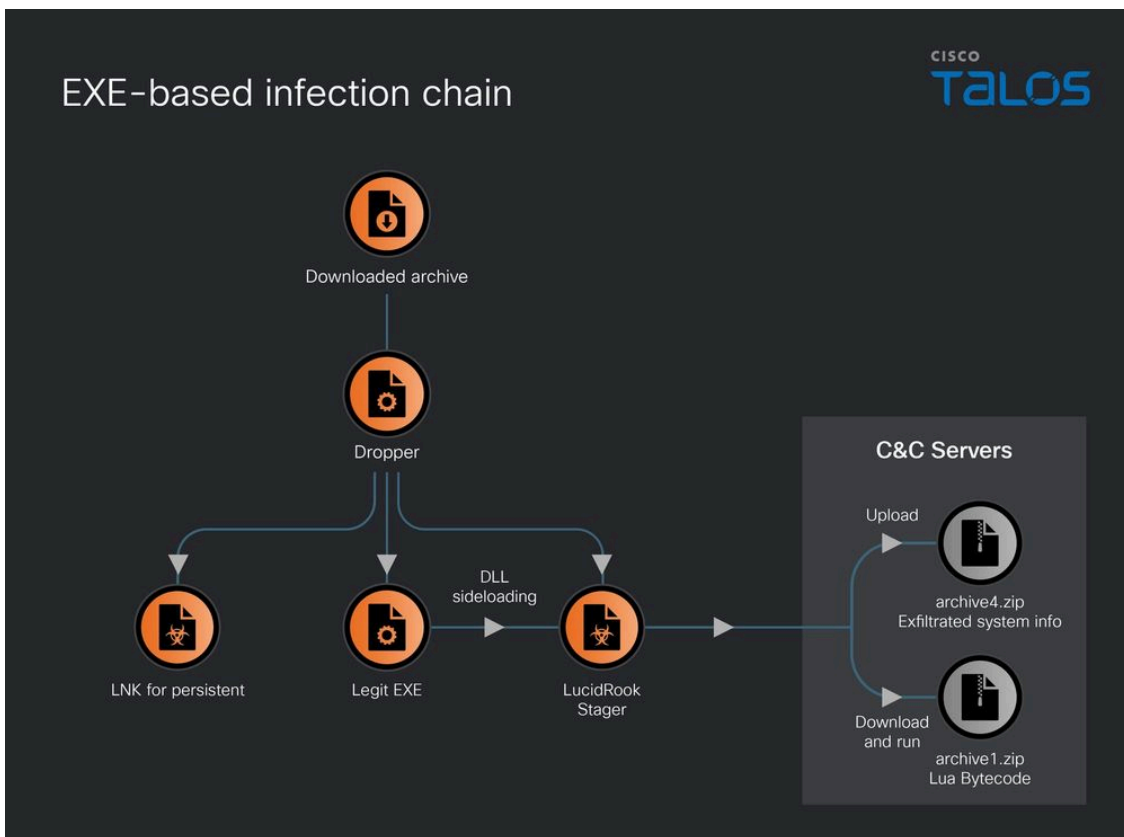 CISCO
TALOS
EXE-based infection chain
Downloaded archive
Dropper
DLL
sideloading
LNK for persistent
Legit EXE
LucidRook
Stager
C&C Servers
Upload
archive4.zip
Exfiltrated system info
Download
and run
archive1.zip
Lua Bytecode